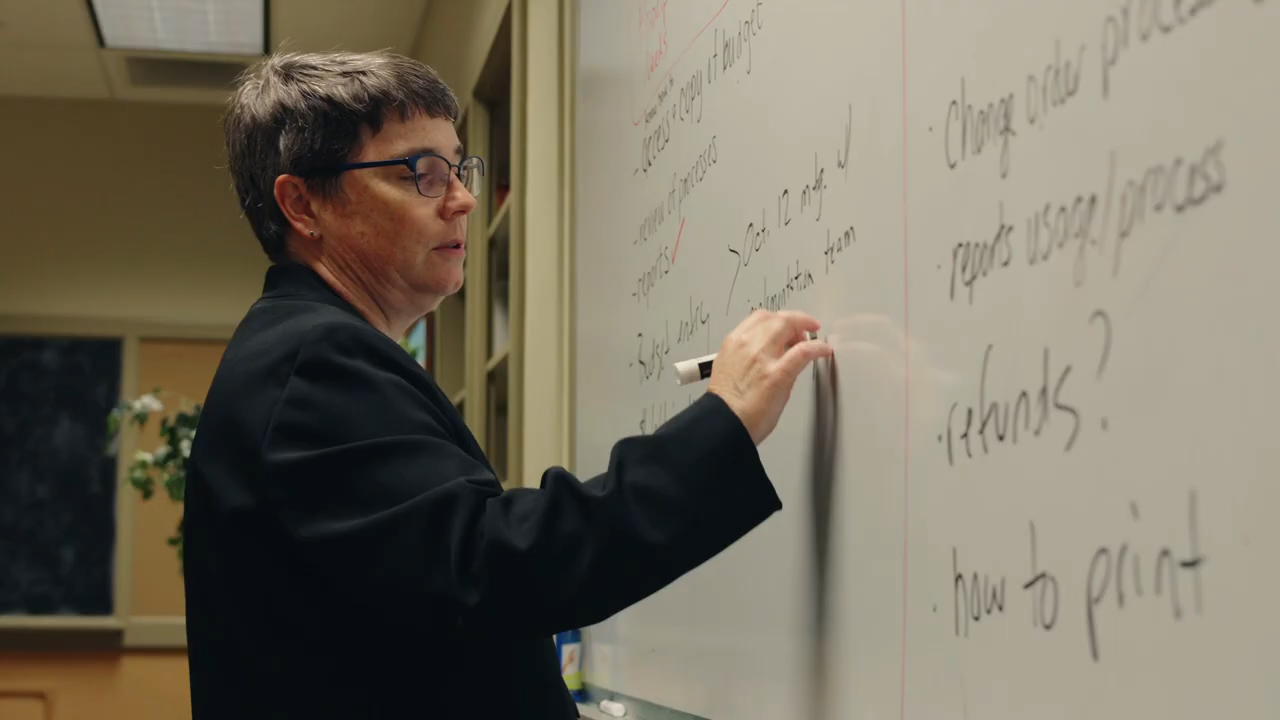 - access + copy of budget
- review of processes
- reports ✓
> Oct. 12 mtg. w/
implementation team
- Budget entry
· Change order process
· reports usage/process
· refunds?
· how to print